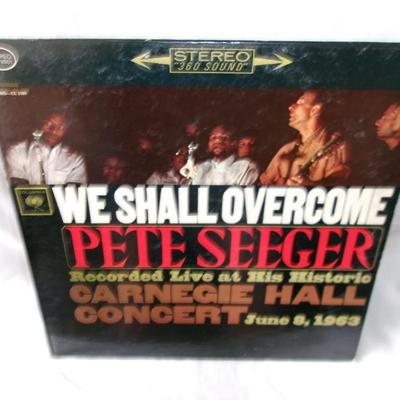 STEREO
"360 SOUND"
COLUMBIA
WE SHALL OVERCOME
PETE SEEGER
Recorded Live at His Historic
CARNEGIE HALL
CONCERT June 8, 1963